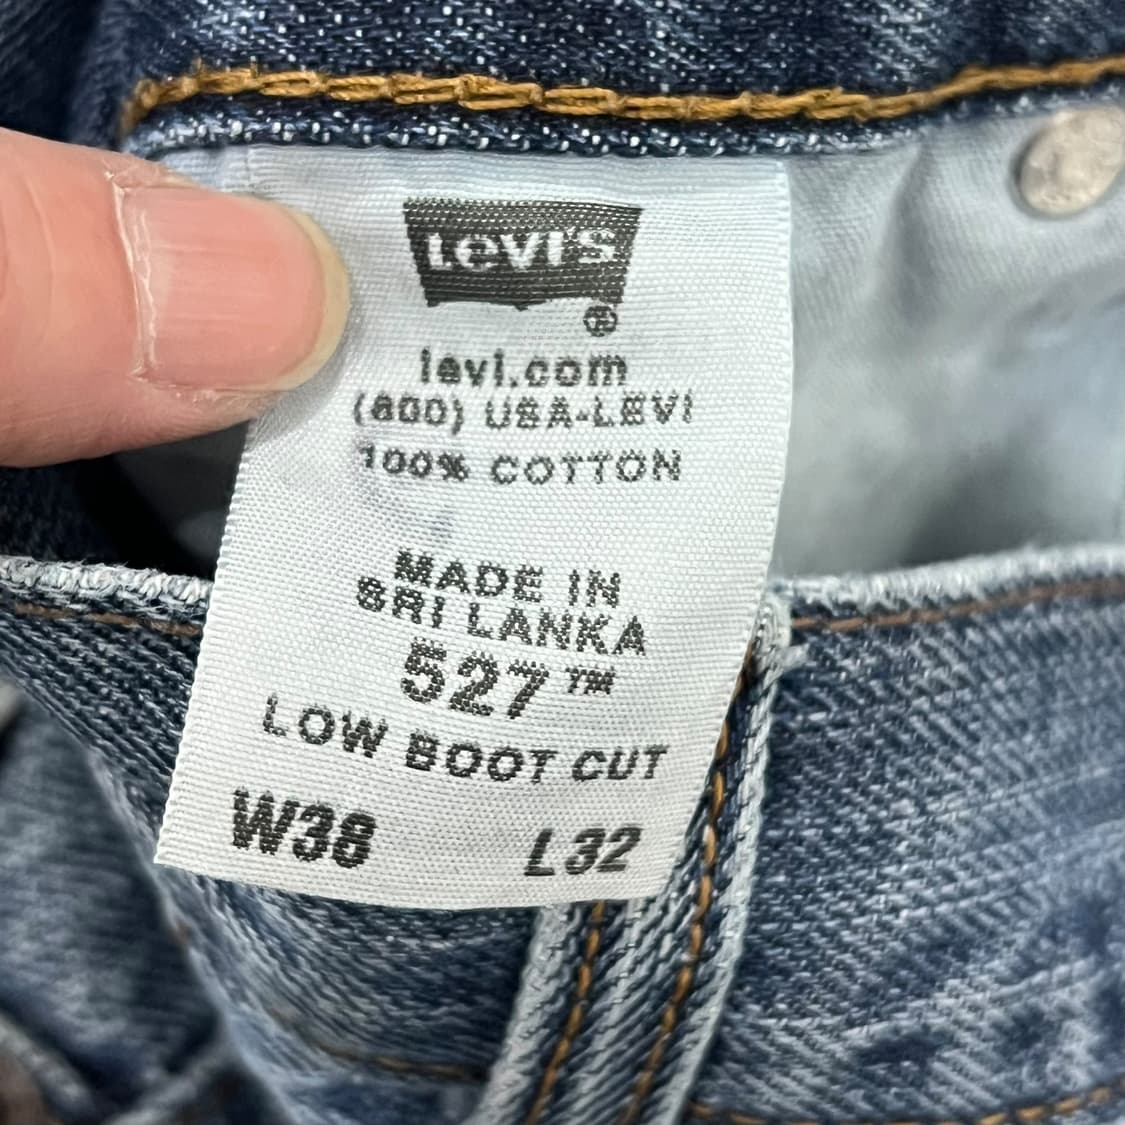 Levi's
®
levi.com
(800) USA-LEVI
100% COTTON
MADE IN
SRI LANKA
527™
LOW BOOT CUT
W38 L32